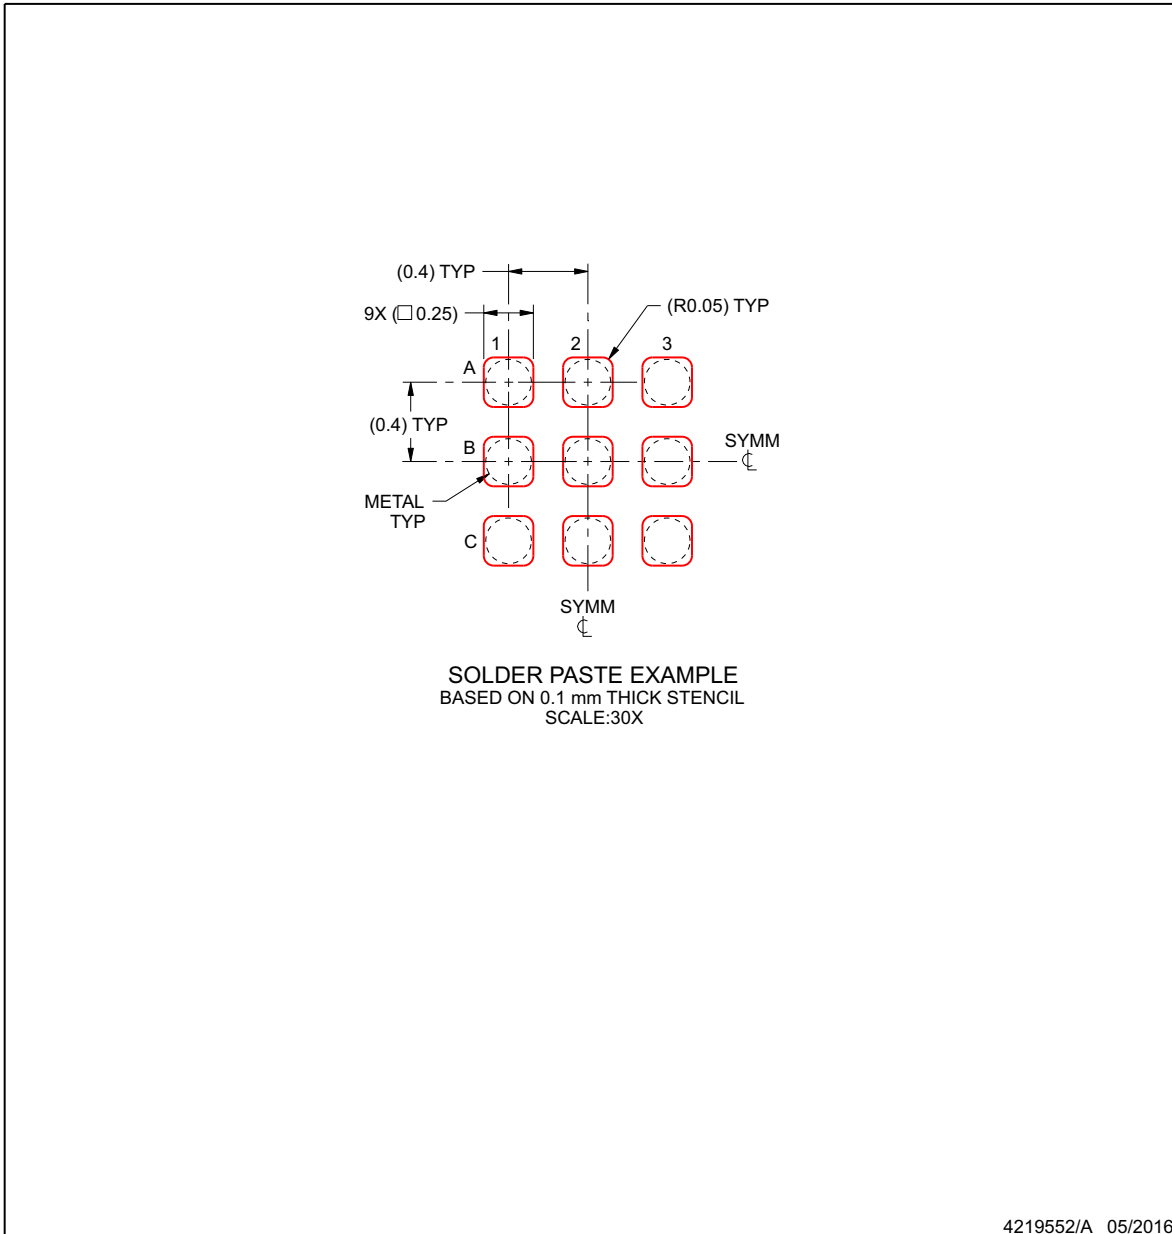 (0.4) TYP
9X (□0.25)
(R0.05) TYP
1
2
3
A
(0.4) TYP
B
SYMM
℄
METAL
TYP
C
SYMM
℄
SOLDER PASTE EXAMPLE
BASED ON 0.1 mm THICK STENCIL
SCALE:30X
4219552/A 05/2016